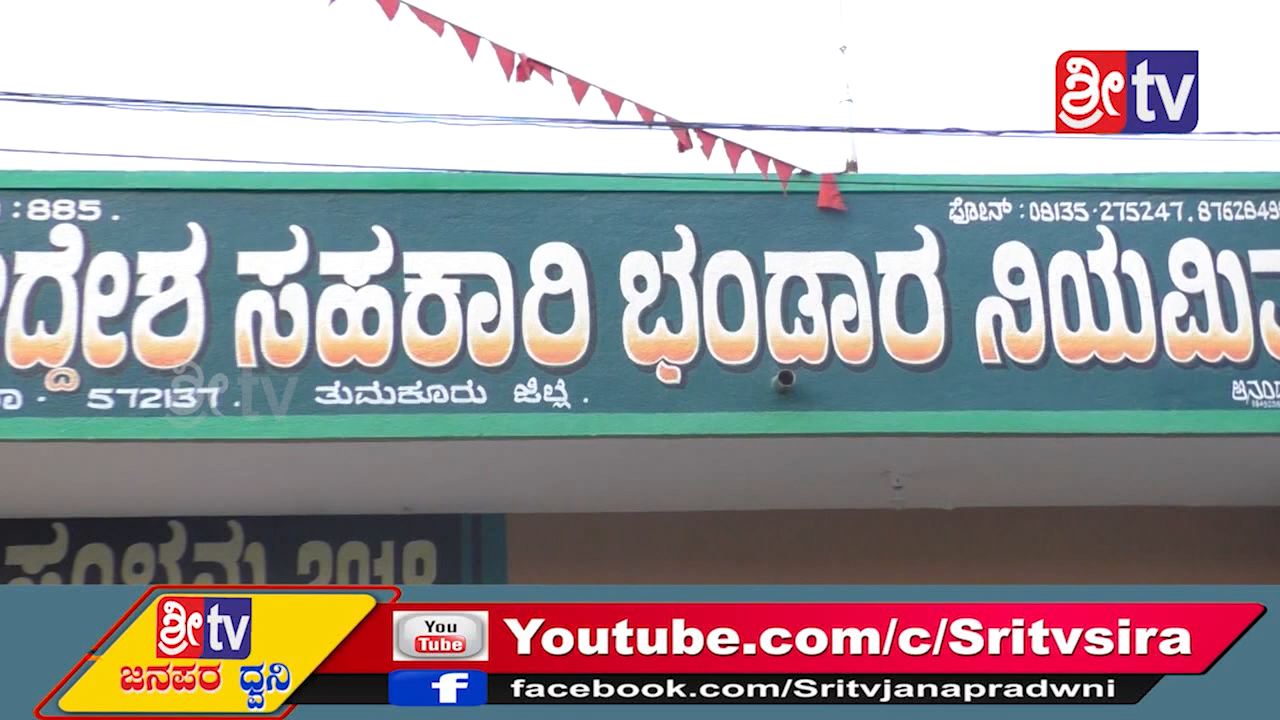 ಶ್ರೀ tv
:885.
ಫೋನ್ : 08135-275247,
ದ್ದೇಶ ಸಹಕಾರಿ ಭಂಡಾರ ನಿಯಮಿ
572137. ತುಮಕೂರು ಜಿಲ್ಲೆ.
ಶ್ರೀ tv
ಶ್ರೀ tv
ಜನಪರ ಧ್ವನಿ
You Tube
Youtube.com/c/Sritvsira
f
facebook.com/Sritvjanapradwni